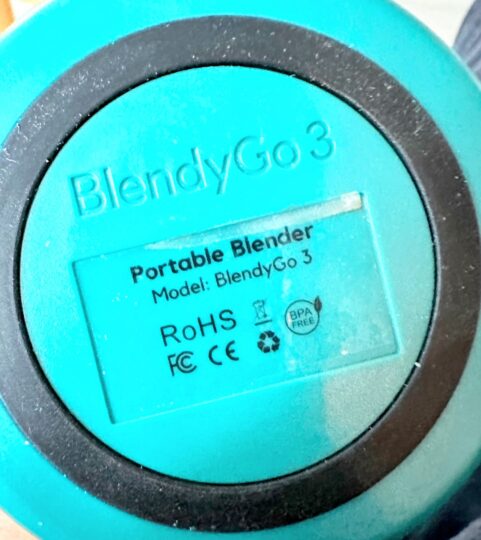 BlendyGo 3
Portable Blender
Model: BlendyGo 3
RoHS BPA FREE
FC CE